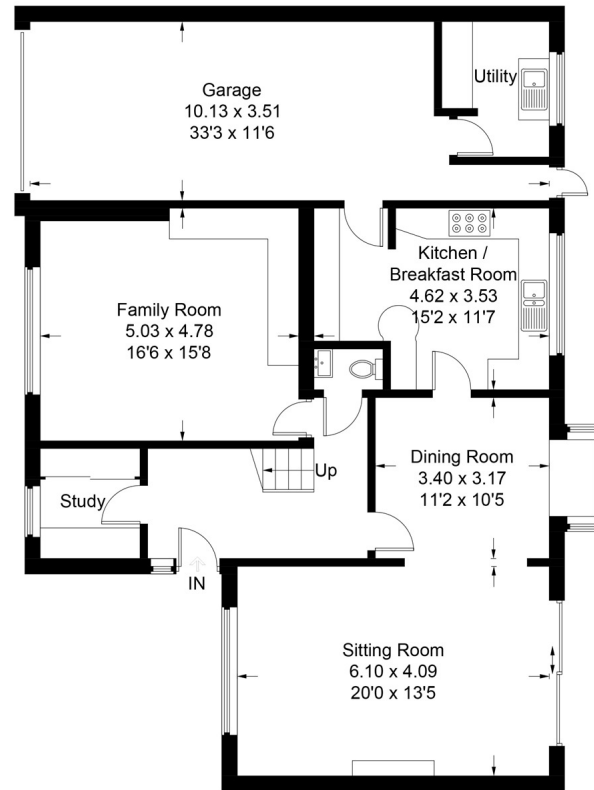 Garage
10.13 x 3.51
33'3 x 11'6
Utility
Kitchen /
Breakfast Room
4.62 x 3.53
15'2 x 11'7
Family Room
5.03 x 4.78
16'6 x 15'8
Up
Dining Room
3.40 x 3.17
11'2 x 10'5
Study
IN
Sitting Room
6.10 x 4.09
20'0 x 13'5